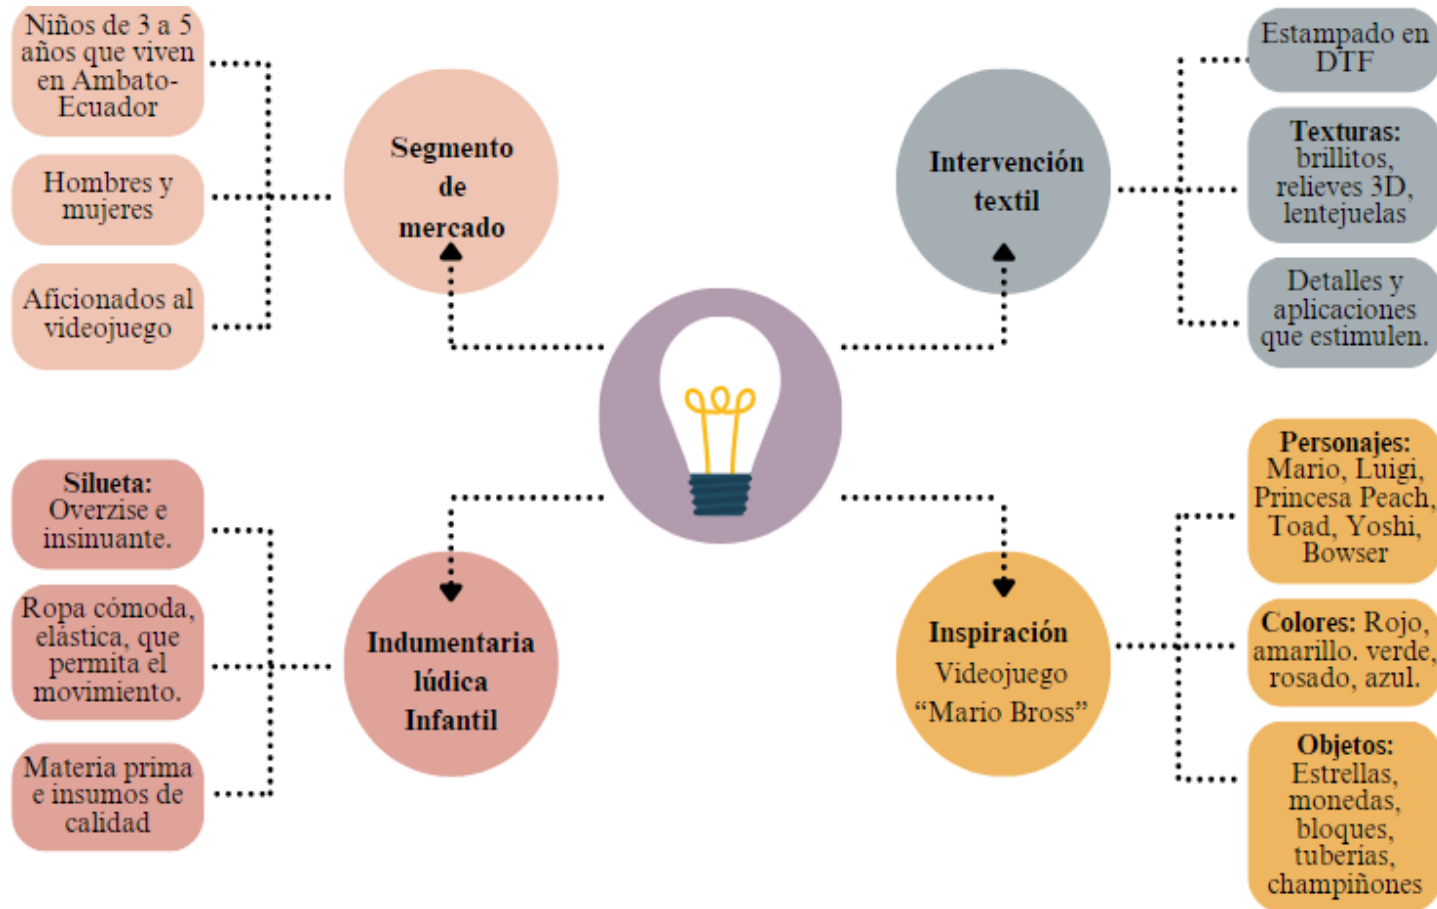 Niños de 3 a 5
años que viven
en Ambato-
Ecuador
Hombres y
mujeres
Aficionados al
videojuego
Segmento
de
mercado
Intervención
textil
Estampado en
DTF
Texturas:
brillitos,
relieves 3D,
lentejuelas
Detalles y
aplicaciones
que estimulen.
Silueta:
Overzise e
insinuante.
Ropa cómoda,
elástica, que
permita el
movimiento.
Materia prima
e insumos de
calidad
Indumentaria
lúdica
Infantil
Inspiración
Videojuego
“Mario Bross”
Personajes:
Mario, Luigi,
Princesa Peach,
Toad, Yoshi,
Bowser
Colores: Rojo,
amarillo. verde,
rosado, azul.
Objetos:
Estrellas,
monedas,
bloques,
tuberías,
champiñones